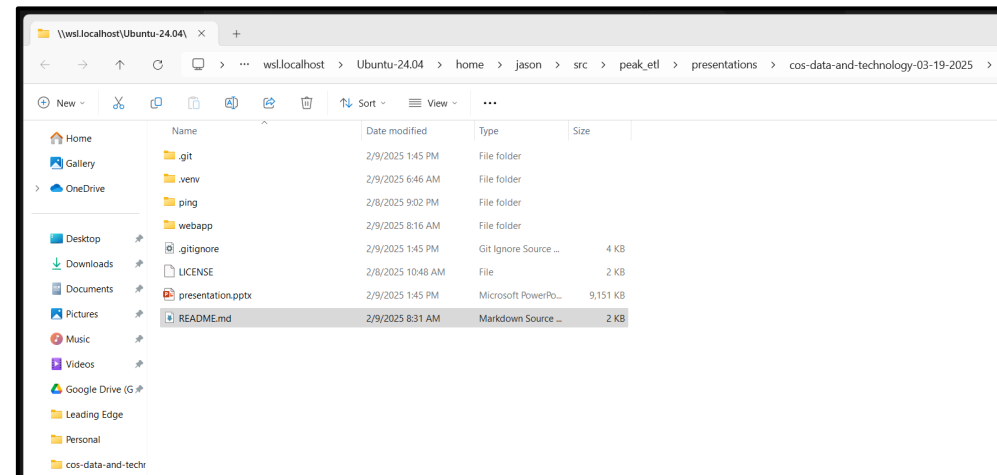 \\wsl.localhost\Ubuntu-24.04\
wsl.localhost > Ubuntu-24.04 > home > jason > src > peak_etl > presentations > cos-data-and-technology-03-19-2025 >
New Sort View
Home
Gallery
OneDrive
Desktop
Downloads
Documents
Pictures
Music
Videos
Google Drive (G
Leading Edge
Personal
cos-data-and-techr
Name Date modified Type Size
.git 2/9/2025 1:45 PM File folder
.venv 2/9/2025 6:46 AM File folder
ping 2/8/2025 9:02 PM File folder
webapp 2/9/2025 8:16 AM File folder
.gitignore 2/9/2025 1:45 PM Git Ignore Source ... 4 KB
LICENSE 2/8/2025 10:48 AM File 2 KB
presentation.pptx 2/9/2025 1:45 PM Microsoft PowerPo... 9,151 KB
README.md 2/9/2025 8:31 AM Markdown Source ... 2 KB